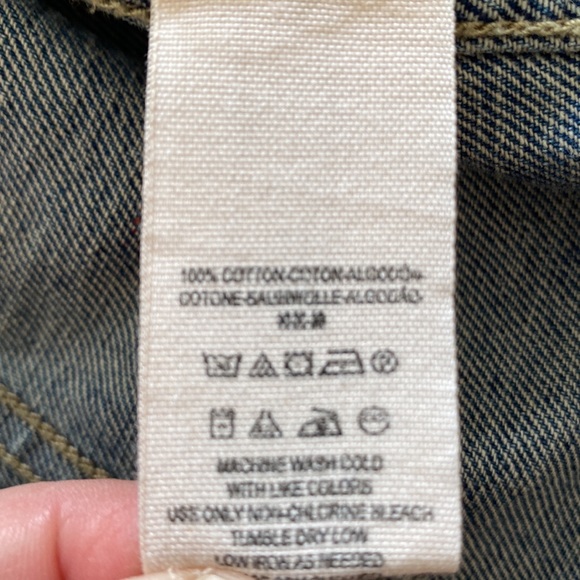 100% COTTON-COTON-ALGODÓN-
COTONE-BAUMWOLLE-ALGODÃO-
MACHINE WASH COLD
WITH LIKE COLORS
USE ONLY NON-CHLORINE BLEACH
TUMBLE DRY LOW
LOW IRON AS NEEDED